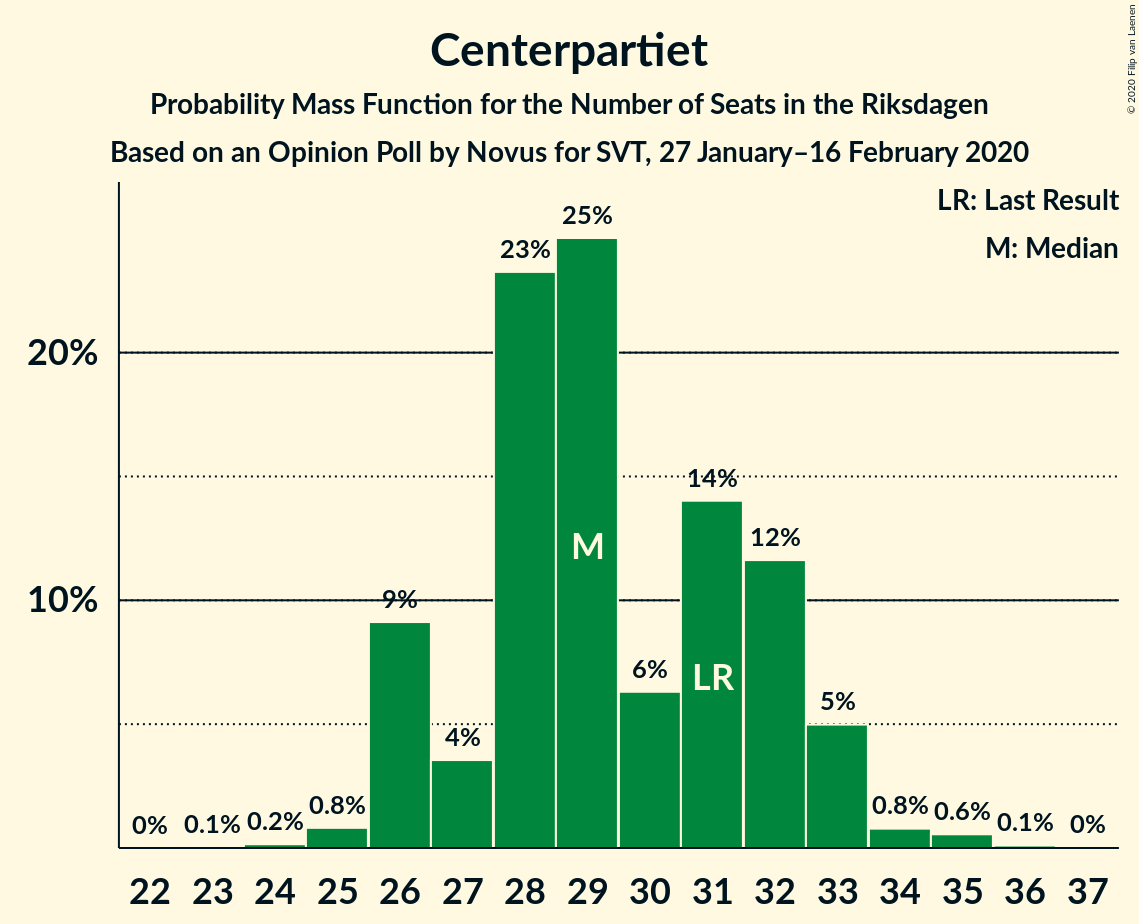 Centerpartiet
Probability Mass Function for the Number of Seats in the Riksdagen
Based on an Opinion Poll by Novus for SVT, 27 January–16 February 2020
© 2020 Filip van Laenen
LR: Last Result
M: Median
25%
23%
20%
14%
12%
M
10%
9%
6%
LR
5%
4%
0% 0.1% 0.2% 0.8% 0.8% 0.6% 0.1% 0%
22 23 24 25 26 27 28 29 30 31 32 33 34 35 36 37